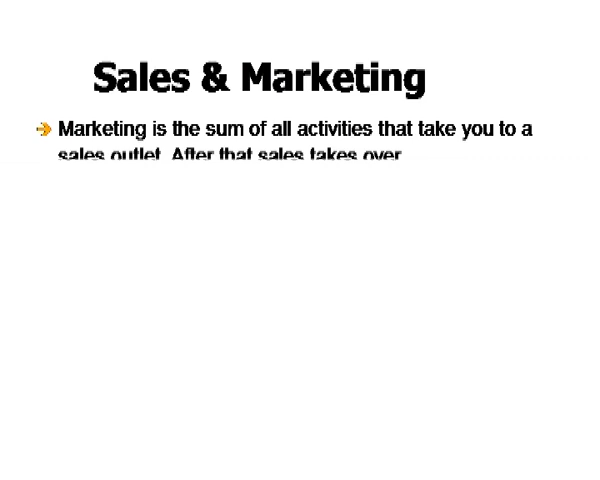 Sales & Marketing
Marketing is the sum of all activities that take you to a
sales outlet. After that sales takes over